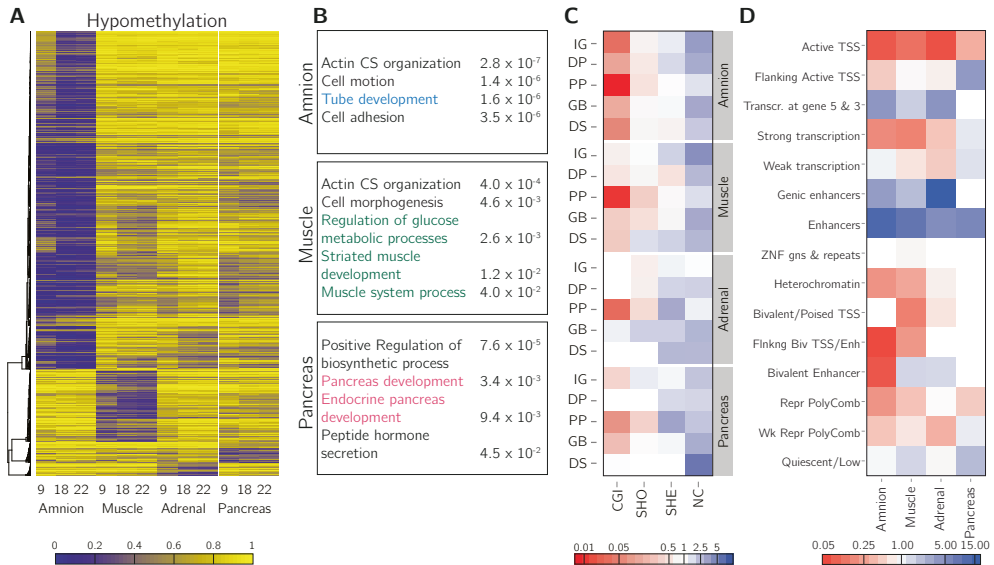 A
Hypomethylation
9 18 22 9 18 22 9 18 22 9 18 22
Amnion Muscle Adrenal Pancreas
0 0.2 0.4 0.6 0.8 1
B
Amnion
Actin CS organization 2.8 x 10-7
Cell motion 1.4 x 10-6
Tube development 1.6 x 10-6
Cell adhesion 3.5 x 10-6
Muscle
Actin CS organization 4.0 x 10-4
Cell morphogenesis 4.6 x 10-3
Regulation of glucose
metabolic processes 2.6 x 10-3
Striated muscle
development 1.2 x 10-2
Muscle system process 4.0 x 10-2
Pancreas
Positive Regulation of 7.6 x 10-5
biosynthetic process
Pancreas development 3.4 x 10-3
Endocrine pancreas
development 9.4 x 10-3
Peptide hormone
secretion 4.5 x 10-2
C
IG
DP
PP
GB
DS
Amnion
IG
DP
PP
GB
DS
Muscle
IG
DP
PP
GB
DS
Adrenal
IG
DP
PP
GB
DS
Pancreas
CGI SHO SHE NC
0.01 0.05 0.5 1 2.5 5
D
Active TSS
Flanking Active TSS
Transcr. at gene 5 & 3
Strong transcription
Weak transcription
Genic enhancers
Enhancers
ZNF gns & repeats
Heterochromatin
Bivalent/Poised TSS
Flnkng Biv TSS/Enh
Bivalent Enhancer
Repr PolyComb
Wk Repr PolyComb
Quiescent/Low
Amnion Muscle Adrenal Pancreas
0.05 0.25 1.00 5.00 15.00